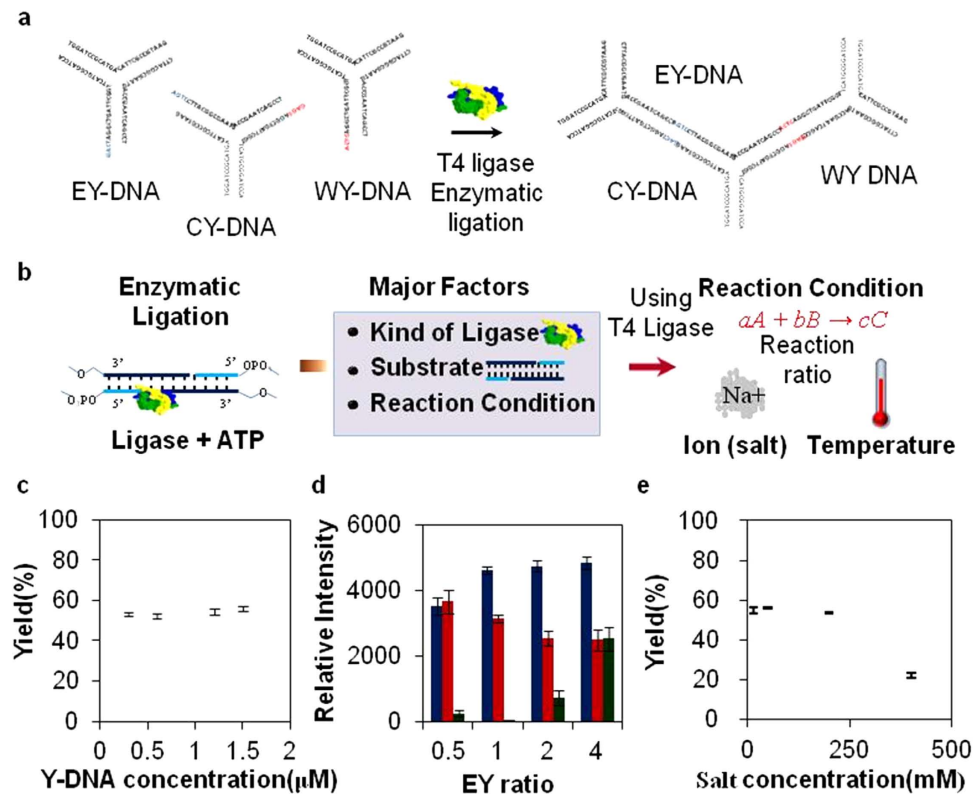 a
EY-DNA
CY-DNA
WY-DNA
T4 ligase
Enzymatic
ligation
EY-DNA
CY-DNA
WY DNA
b
Enzymatic
Ligation
3' 5' OPO
O
O.PO 5' 3' O
Ligase + ATP
Major Factors
• Kind of Ligase
• Substrate
• Reaction Condition
Using
T4 Ligase
Reaction Condition
aA + bB → cC
Reaction
ratio
Na+
Ion (salt)
Temperature
c
Yield(%)
100
80
60
40
20
0
0 0.5 1 1.5 2
Y-DNA concentration(μM)
d
Relative Intensity
6000
4000
2000
0
0.5 1 2 4
EY ratio
e
Yield(%)
100
80
60
40
20
0
0 250 500
Salt concentration(mM)